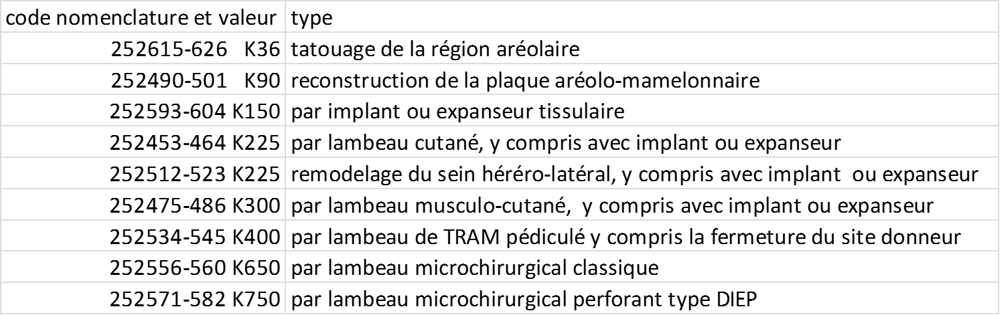 code nomenclature et valeur type
252615-626 K36 tatouage de la région aréolaire
252490-501 K90 reconstruction de la plaque aréolo-mamelonnaire
252593-604 K150 par implant ou expanseur tissulaire
252453-464 K225 par lambeau cutané, y compris avec implant ou expanseur
252512-523 K225 remodelage du sein héréro-latéral, y compris avec implant ou expanseur
252475-486 K300 par lambeau musculo-cutané, y compris avec implant ou expanseur
252534-545 K400 par lambeau de TRAM pédiculé y compris la fermeture du site donneur
252556-560 K650 par lambeau microchirurgical classique
252571-582 K750 par lambeau microchirurgical perforant type DIEP